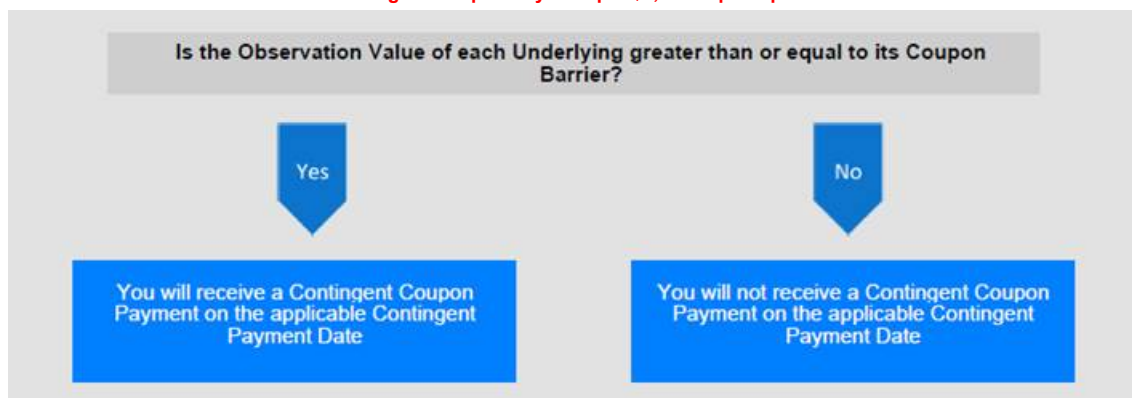 Is the Observation Value of each Underlying greater than or equal to its Coupon
Barrier?
Yes
No
You will receive a Contingent Coupon
Payment on the applicable Contingent
Payment Date
You will not receive a Contingent Coupon
Payment on the applicable Contingent
Payment Date